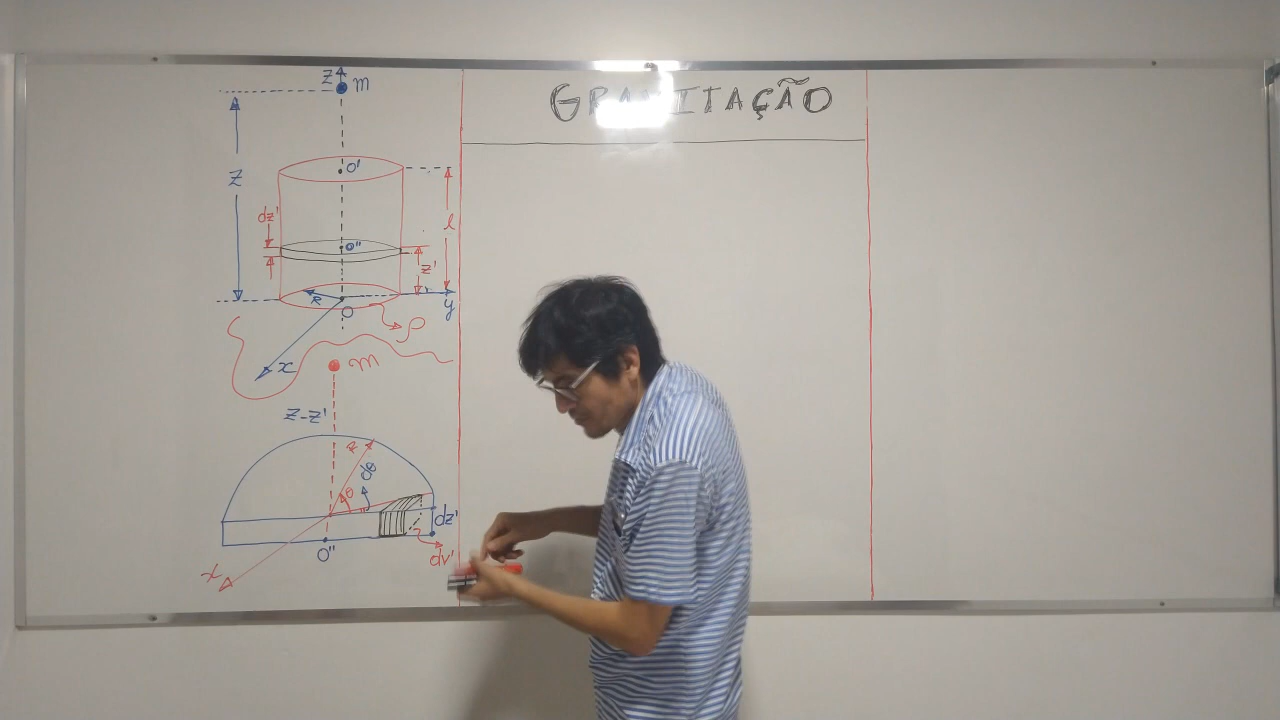 GRAVITAÇÃO
z
m
z
O'
dz'
l
O"
z'
R
y
O
ρ
x
m
z-z'
R
dθ
θ
dz'
O"
dv'
x